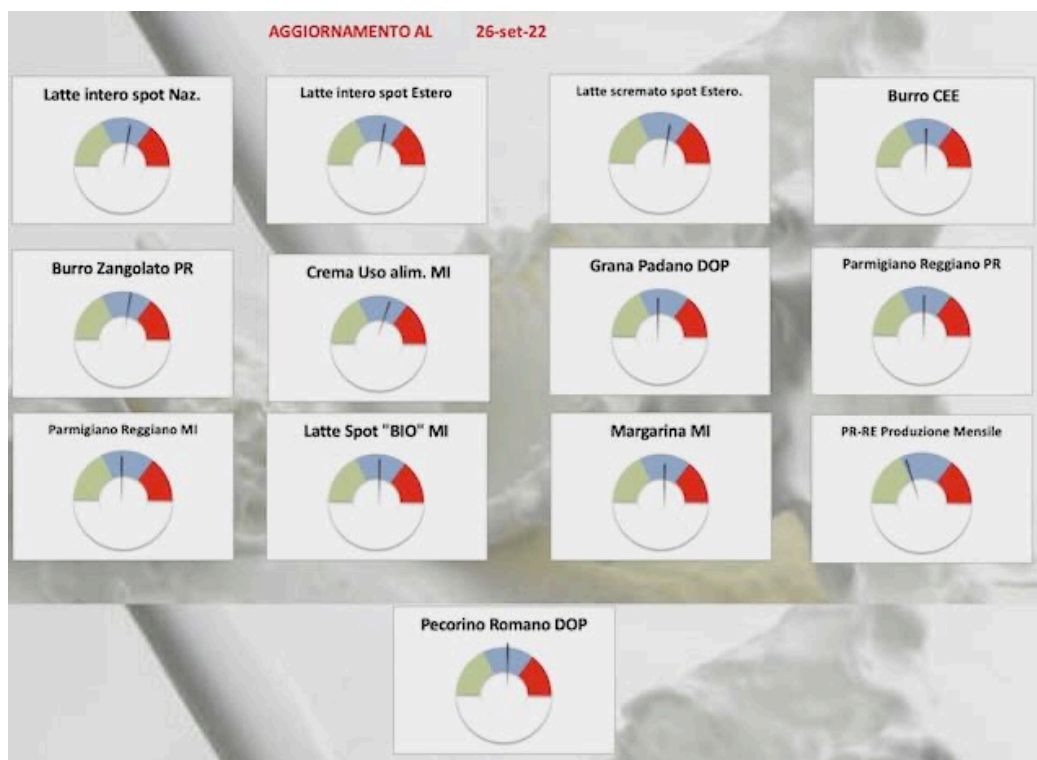 AGGIORNAMENTO AL 26-set-22
Latte intero spot Naz.
Latte intero spot Estero
Latte scremato spot Estero.
Burro CEE
Burro Zangolato PR
Crema Uso alim. MI
Grana Padano DOP
Parmigiano Reggiano PR
Parmigiano Reggiano MI
Latte Spot "BIO" MI
Margarina MI
PR-RE Produzione Mensile
Pecorino Romano DOP